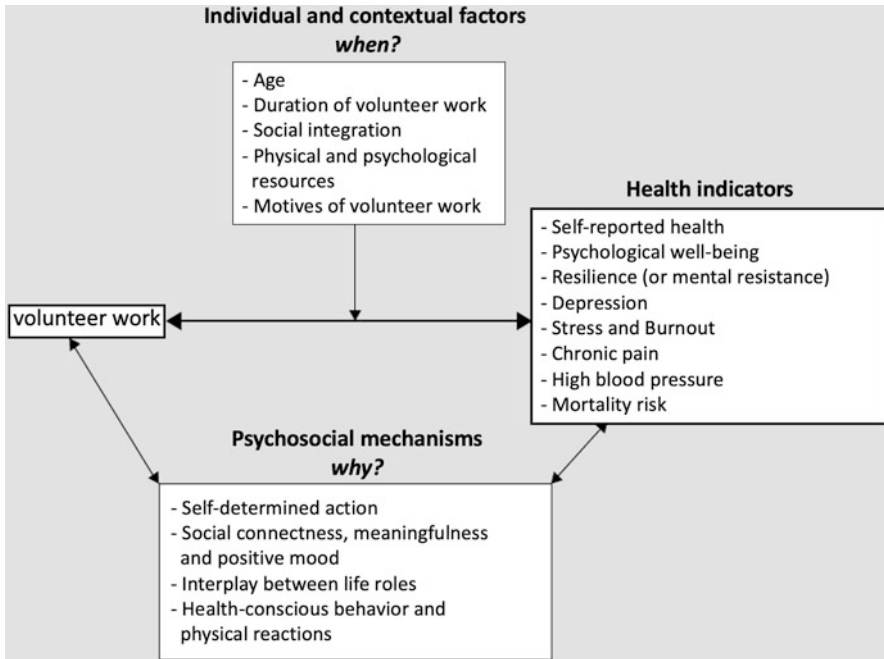 Individual and contextual factors
when?
- Age
- Duration of volunteer work
- Social integration
- Physical and psychological
resources
- Motives of volunteer work
Health indicators
- Self-reported health
- Psychological well-being
- Resilience (or mental resistance)
- Depression
- Stress and Burnout
- Chronic pain
- High blood pressure
- Mortality risk
volunteer work
Psychosocial mechanisms
why?
- Self-determined action
- Social connectness, meaningfulness
and positive mood
- Interplay between life roles
- Health-conscious behavior and
physical reactions